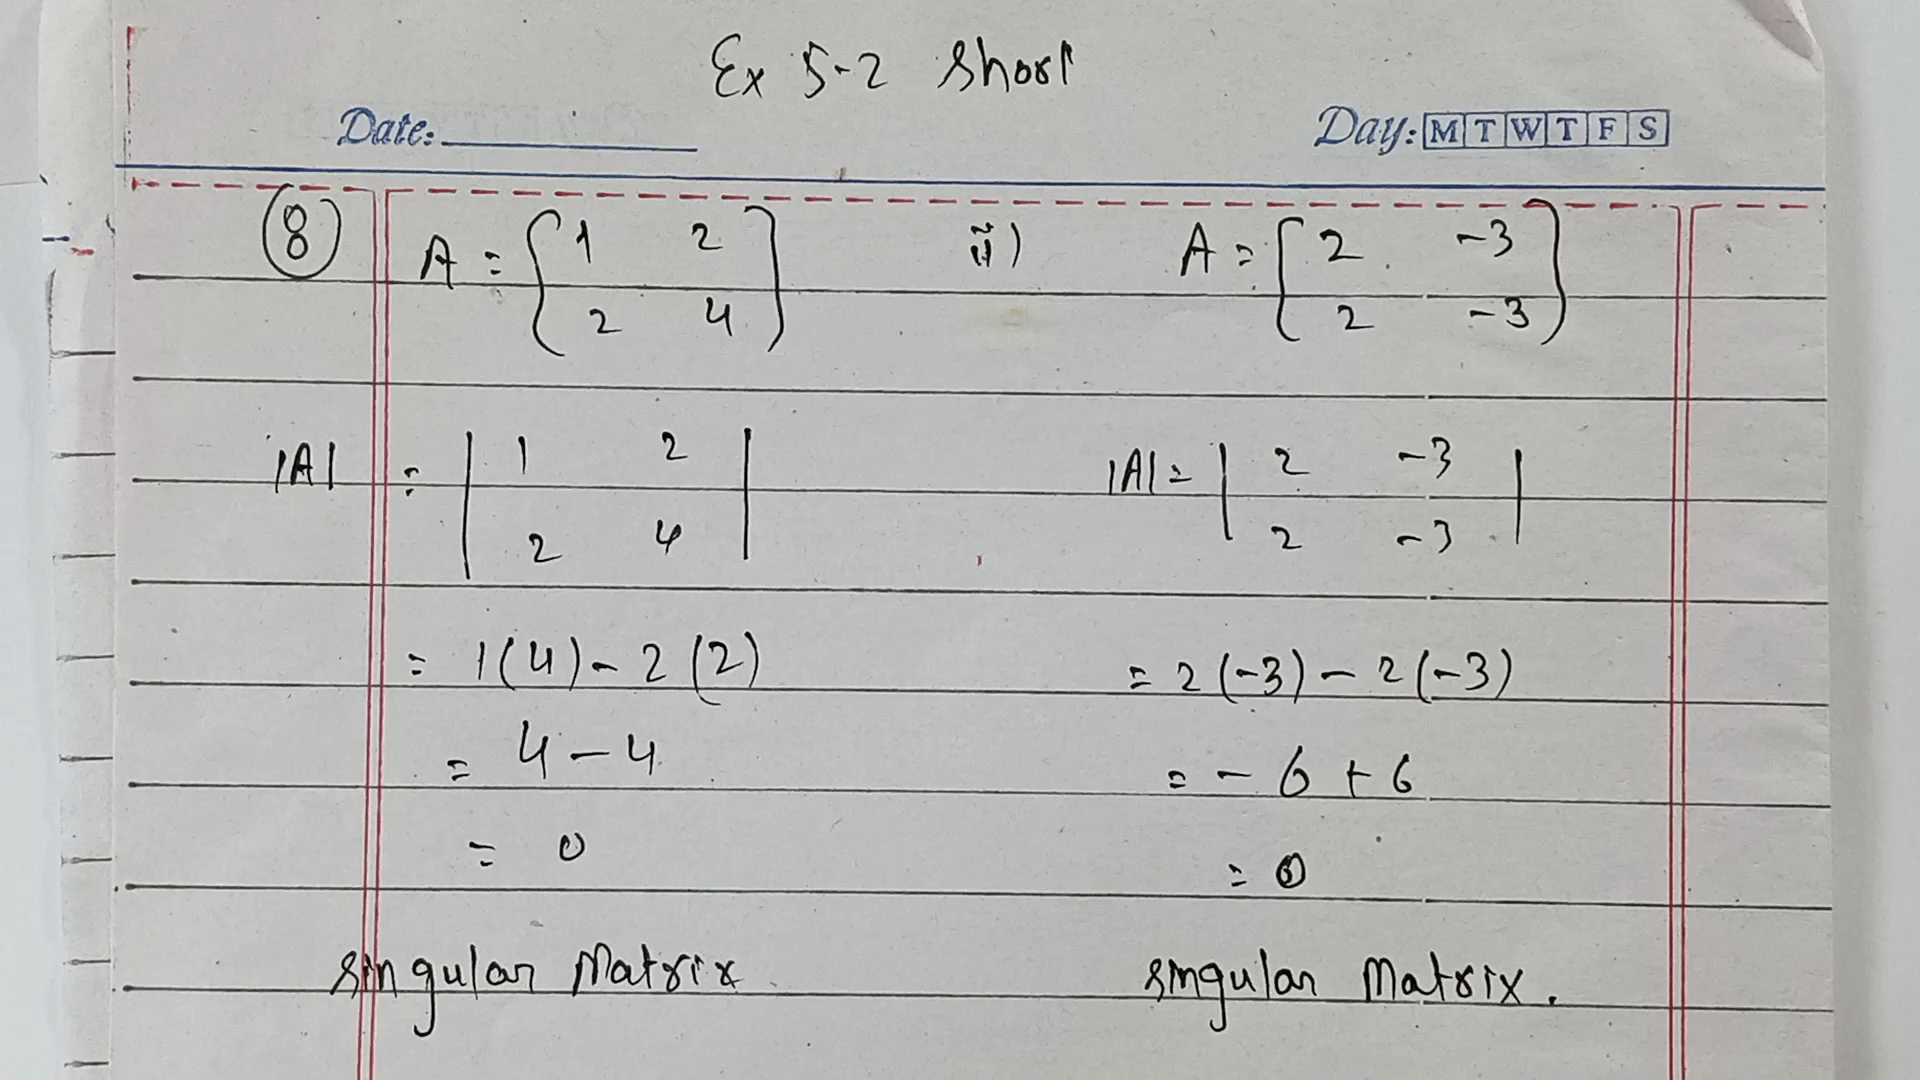 Ex 5-2 Short
Date: Day: M T W T F S
8 A = [1 2 ii) A = [2 -3
2 4] 2 -3]
|A| = | 1 2 |A| = | 2 -3
2 4 | 2 -3 |
= 1(4) - 2(2) = 2(-3) - 2(-3)
= 4 - 4 = - 6 + 6
= 0 = 0
Singular Matrix Singular Matrix.